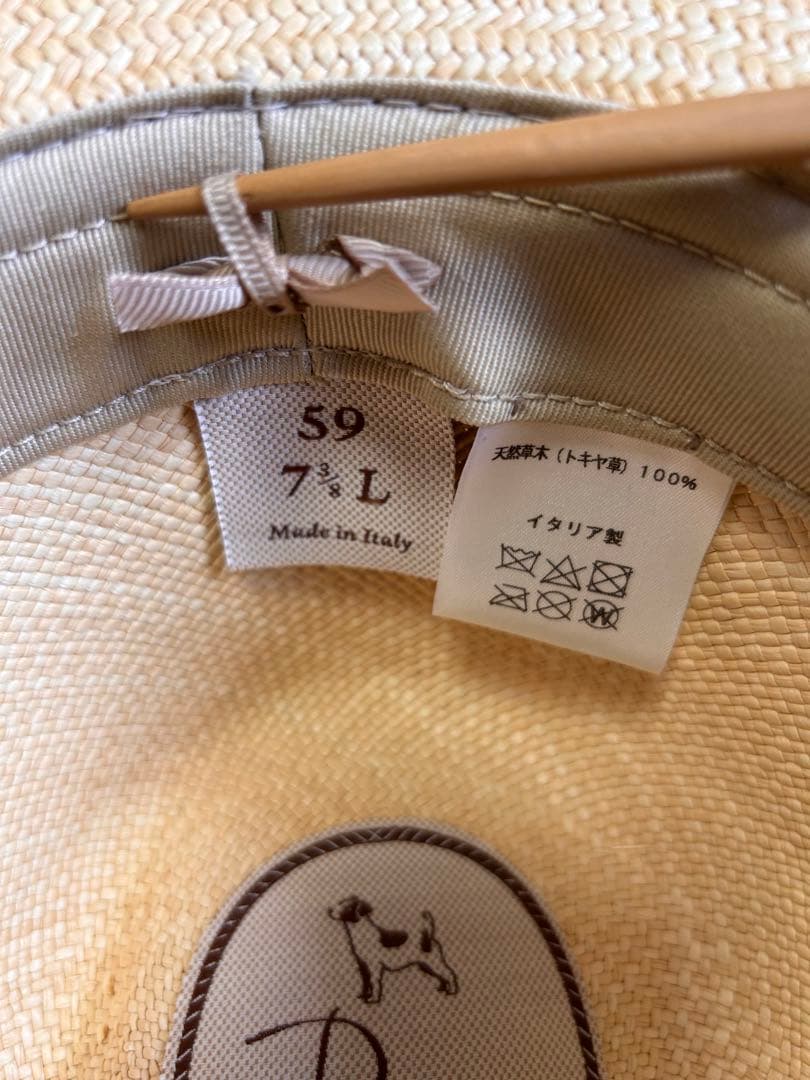 59
7 3/8 L
Made in Italy
天然草木（トキヤ草）100%
イタリア製
W